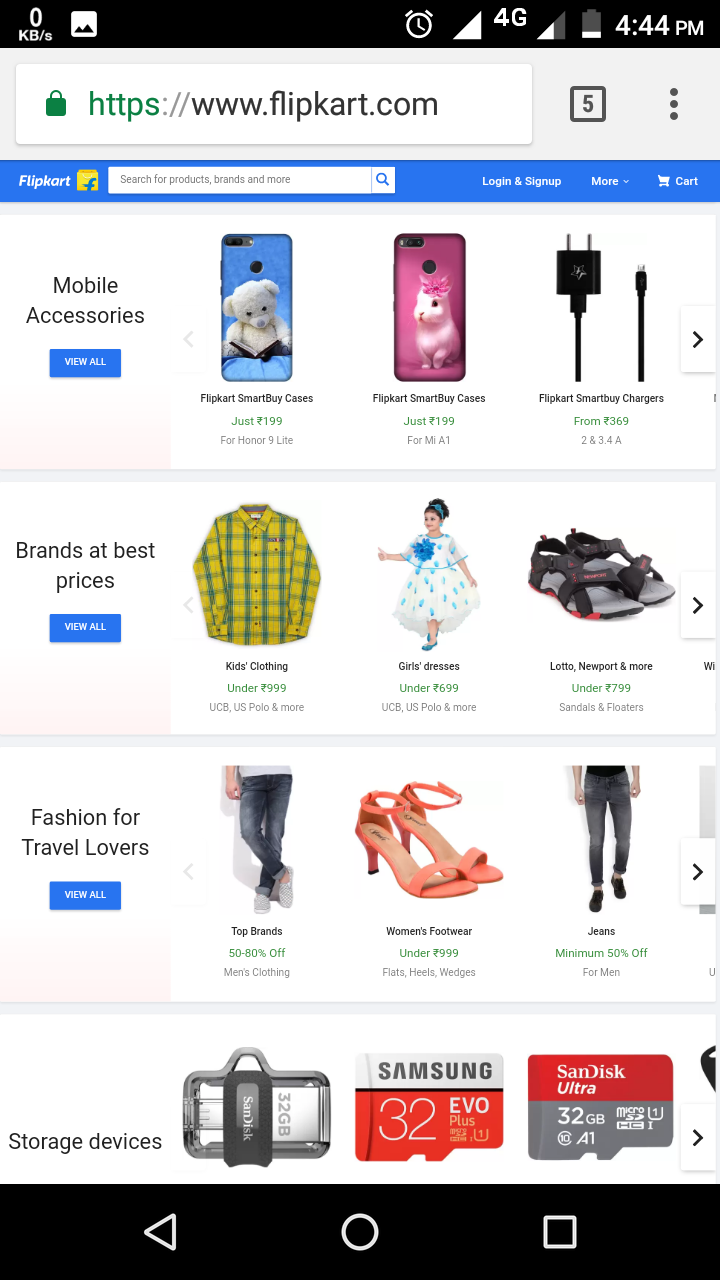 0
KB/s
4G
4:44 PM
https://www.flipkart.com
5
Flipkart
Search for products, brands and more
Login & Signup
More
Cart
Mobile
Accessories
VIEW ALL
Flipkart SmartBuy Cases
Just ₹199
For Honor 9 Lite
Flipkart SmartBuy Cases
Just ₹199
For Mi A1
Flipkart Smartbuy Chargers
From ₹369
2 & 3.4 A
Brands at best
prices
VIEW ALL
Kids' Clothing
Under ₹999
UCB, US Polo & more
Girls' dresses
Under ₹699
UCB, US Polo & more
Lotto, Newport & more
Under ₹799
Sandals & Floaters
Wi
Fashion for
Travel Lovers
VIEW ALL
Top Brands
50-80% Off
Men's Clothing
Women's Footwear
Under ₹999
Flats, Heels, Wedges
Jeans
Minimum 50% Off
For Men
U
Storage devices
SanDisk
32GB
SAMSUNG
32
EVO
Plus
SanDisk
Ultra
32GB
micro
HC I
A1